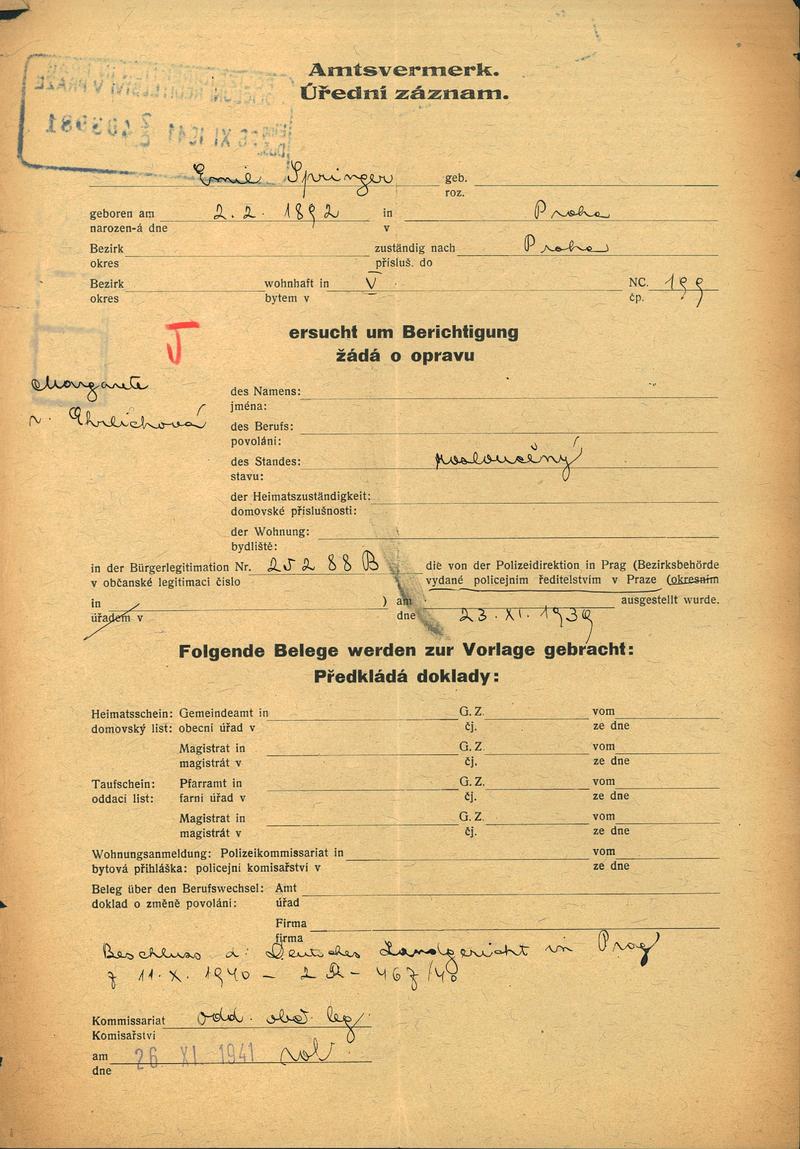 Amtsvermerk.
Úřední záznam.
Emil Springer geb.
roz.
geboren am 2.2. 1892 in Praha
narozen-á dne v
Bezirk zuständig nach Praha
okres přísluš. do
Bezirk wohnhaft in V NC. 199
okres bytem v čp.
J
ersucht um Berichtigung
žádá o opravu
Margarete
r. Ehrlichová
des Namens:
jména:
des Berufs:
povolání:
des Standes:
stavu:
der Heimatszuständigkeit:
domovské příslušnosti:
der Wohnung:
bydliště:
in der Bürgerlegitimation Nr. 25288 B die von der Polizeidirektion in Prag (Bezirksbehörde
v občanské legitimaci číslo vydané policejním ředitelstvím v Praze (okresním
in ) am ausgestellt wurde.
úřadem v dne 23.XI.1939
Folgende Belege werden zur Vorlage gebracht:
Předkládá doklady:
Heimatsschein: Gemeindeamt in G. Z. vom
domovský list: obecní úřad v čj. ze dne
Magistrat in G. Z. vom
magistrát v čj. ze dne
Taufschein: Pfarramt in G. Z. vom
oddací list: farní úřad v čj. ze dne
Magistrat in G. Z. vom
magistrát v čj. ze dne
Wohnungsanmeldung: Polizeikommissariat in vom
bytová přihláška: policejní komisařství v ze dne
Beleg über den Berufswechsel: Amt
doklad o změně povolání: úřad
Firma
firma
Beschluss d. Deutsches Landgericht in Prag
z 11.X.1940 -
Kommissariat odd. obč. leg.
Komisařství
am 26 XI. 1941
dne